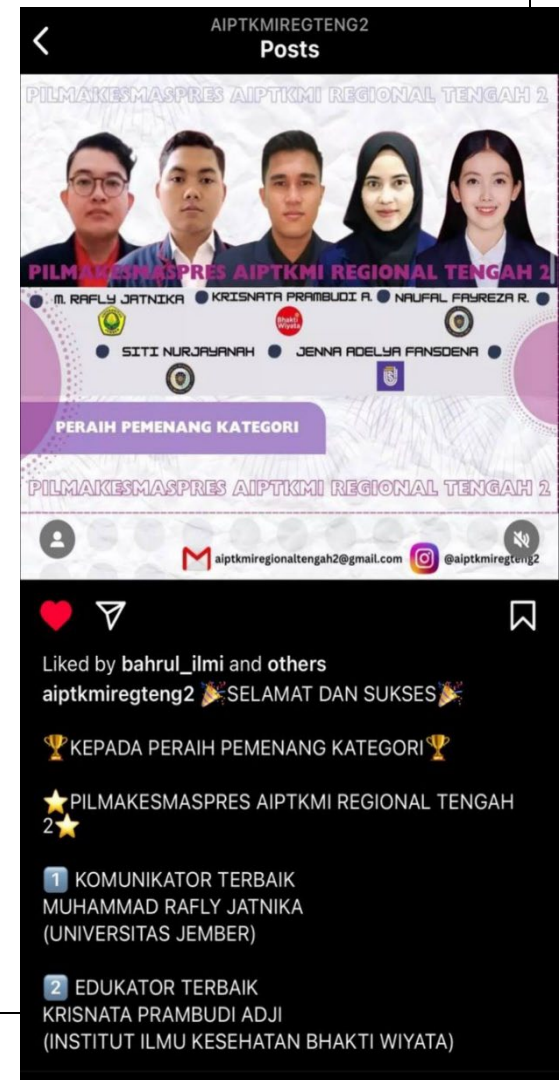 AIPTKMIREGTENG2
Posts
PILMAKESMASPRES AIPTKMI REGIONAL TENGAH 2
PILMAKESMASPRES AIPTKMI REGIONAL TENGAH 2
M. RAFLY JATNIKA KRISNATA PRAMBUDI A. NAUFAL FAYREZA R.
Bhakti Wiyata
SITI NURJAYANAH JENNA ADELYA FANSDENA
PERAIH PEMENANG KATEGORI
PILMAKESMASPRES AIPTKMI REGIONAL TENGAH 2
aiptkmiregionaltengah2@gmail.com @aiptkmiregteng2
Liked by bahrul_ilmi and others
aiptkmiregteng2 🎉SELAMAT DAN SUKSES🎉
🏆KEPADA PERAIH PEMENANG KATEGORI🏆
⭐PILMAKESMASPRES AIPTKMI REGIONAL TENGAH
2⭐
1️⃣ KOMUNIKATOR TERBAIK
MUHAMMAD RAFLY JATNIKA
(UNIVERSITAS JEMBER)
2️⃣ EDUKATOR TERBAIK
KRISNATA PRAMBUDI ADJI
(INSTITUT ILMU KESEHATAN BHAKTI WIYATA)